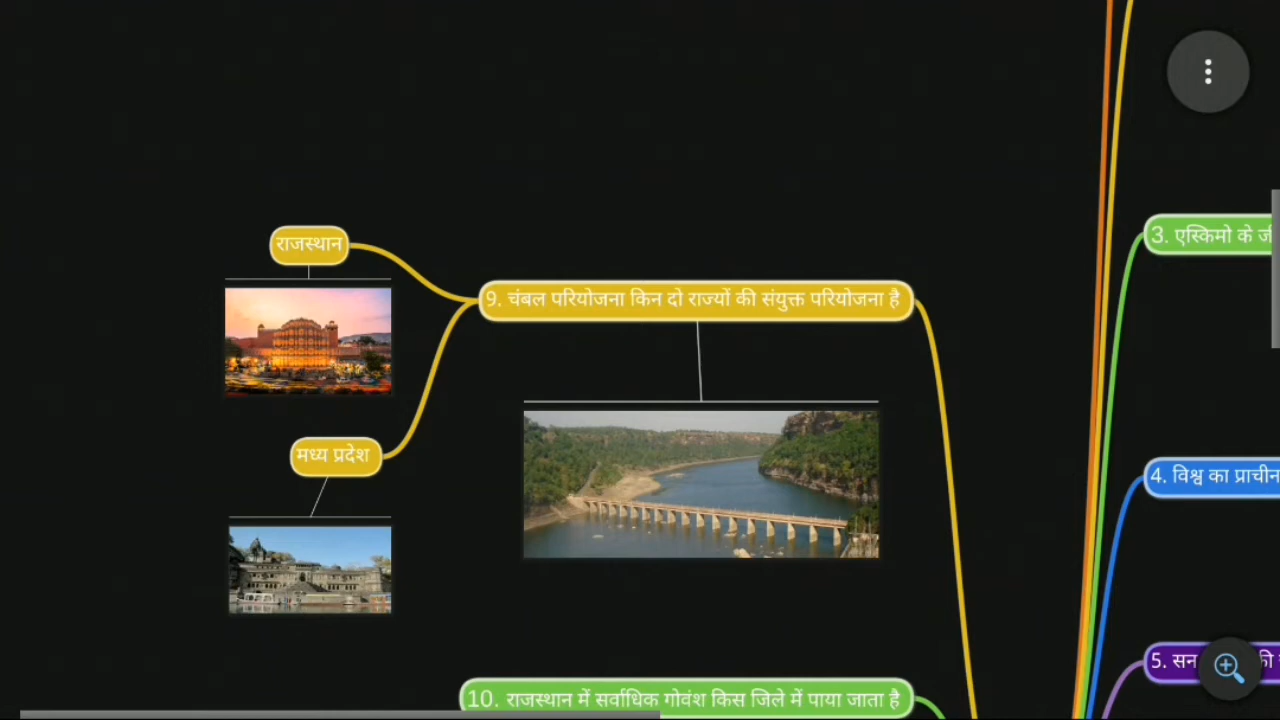 राजस्थान
9. चंबल परियोजना किन दो राज्यों की संयुक्त परियोजना है
मध्य प्रदेश
10. राजस्थान में सर्वाधिक गोवंश किस जिले में पाया जाता है
3. एस्किमो के
4. विश्व का प्राचीन
5. सन